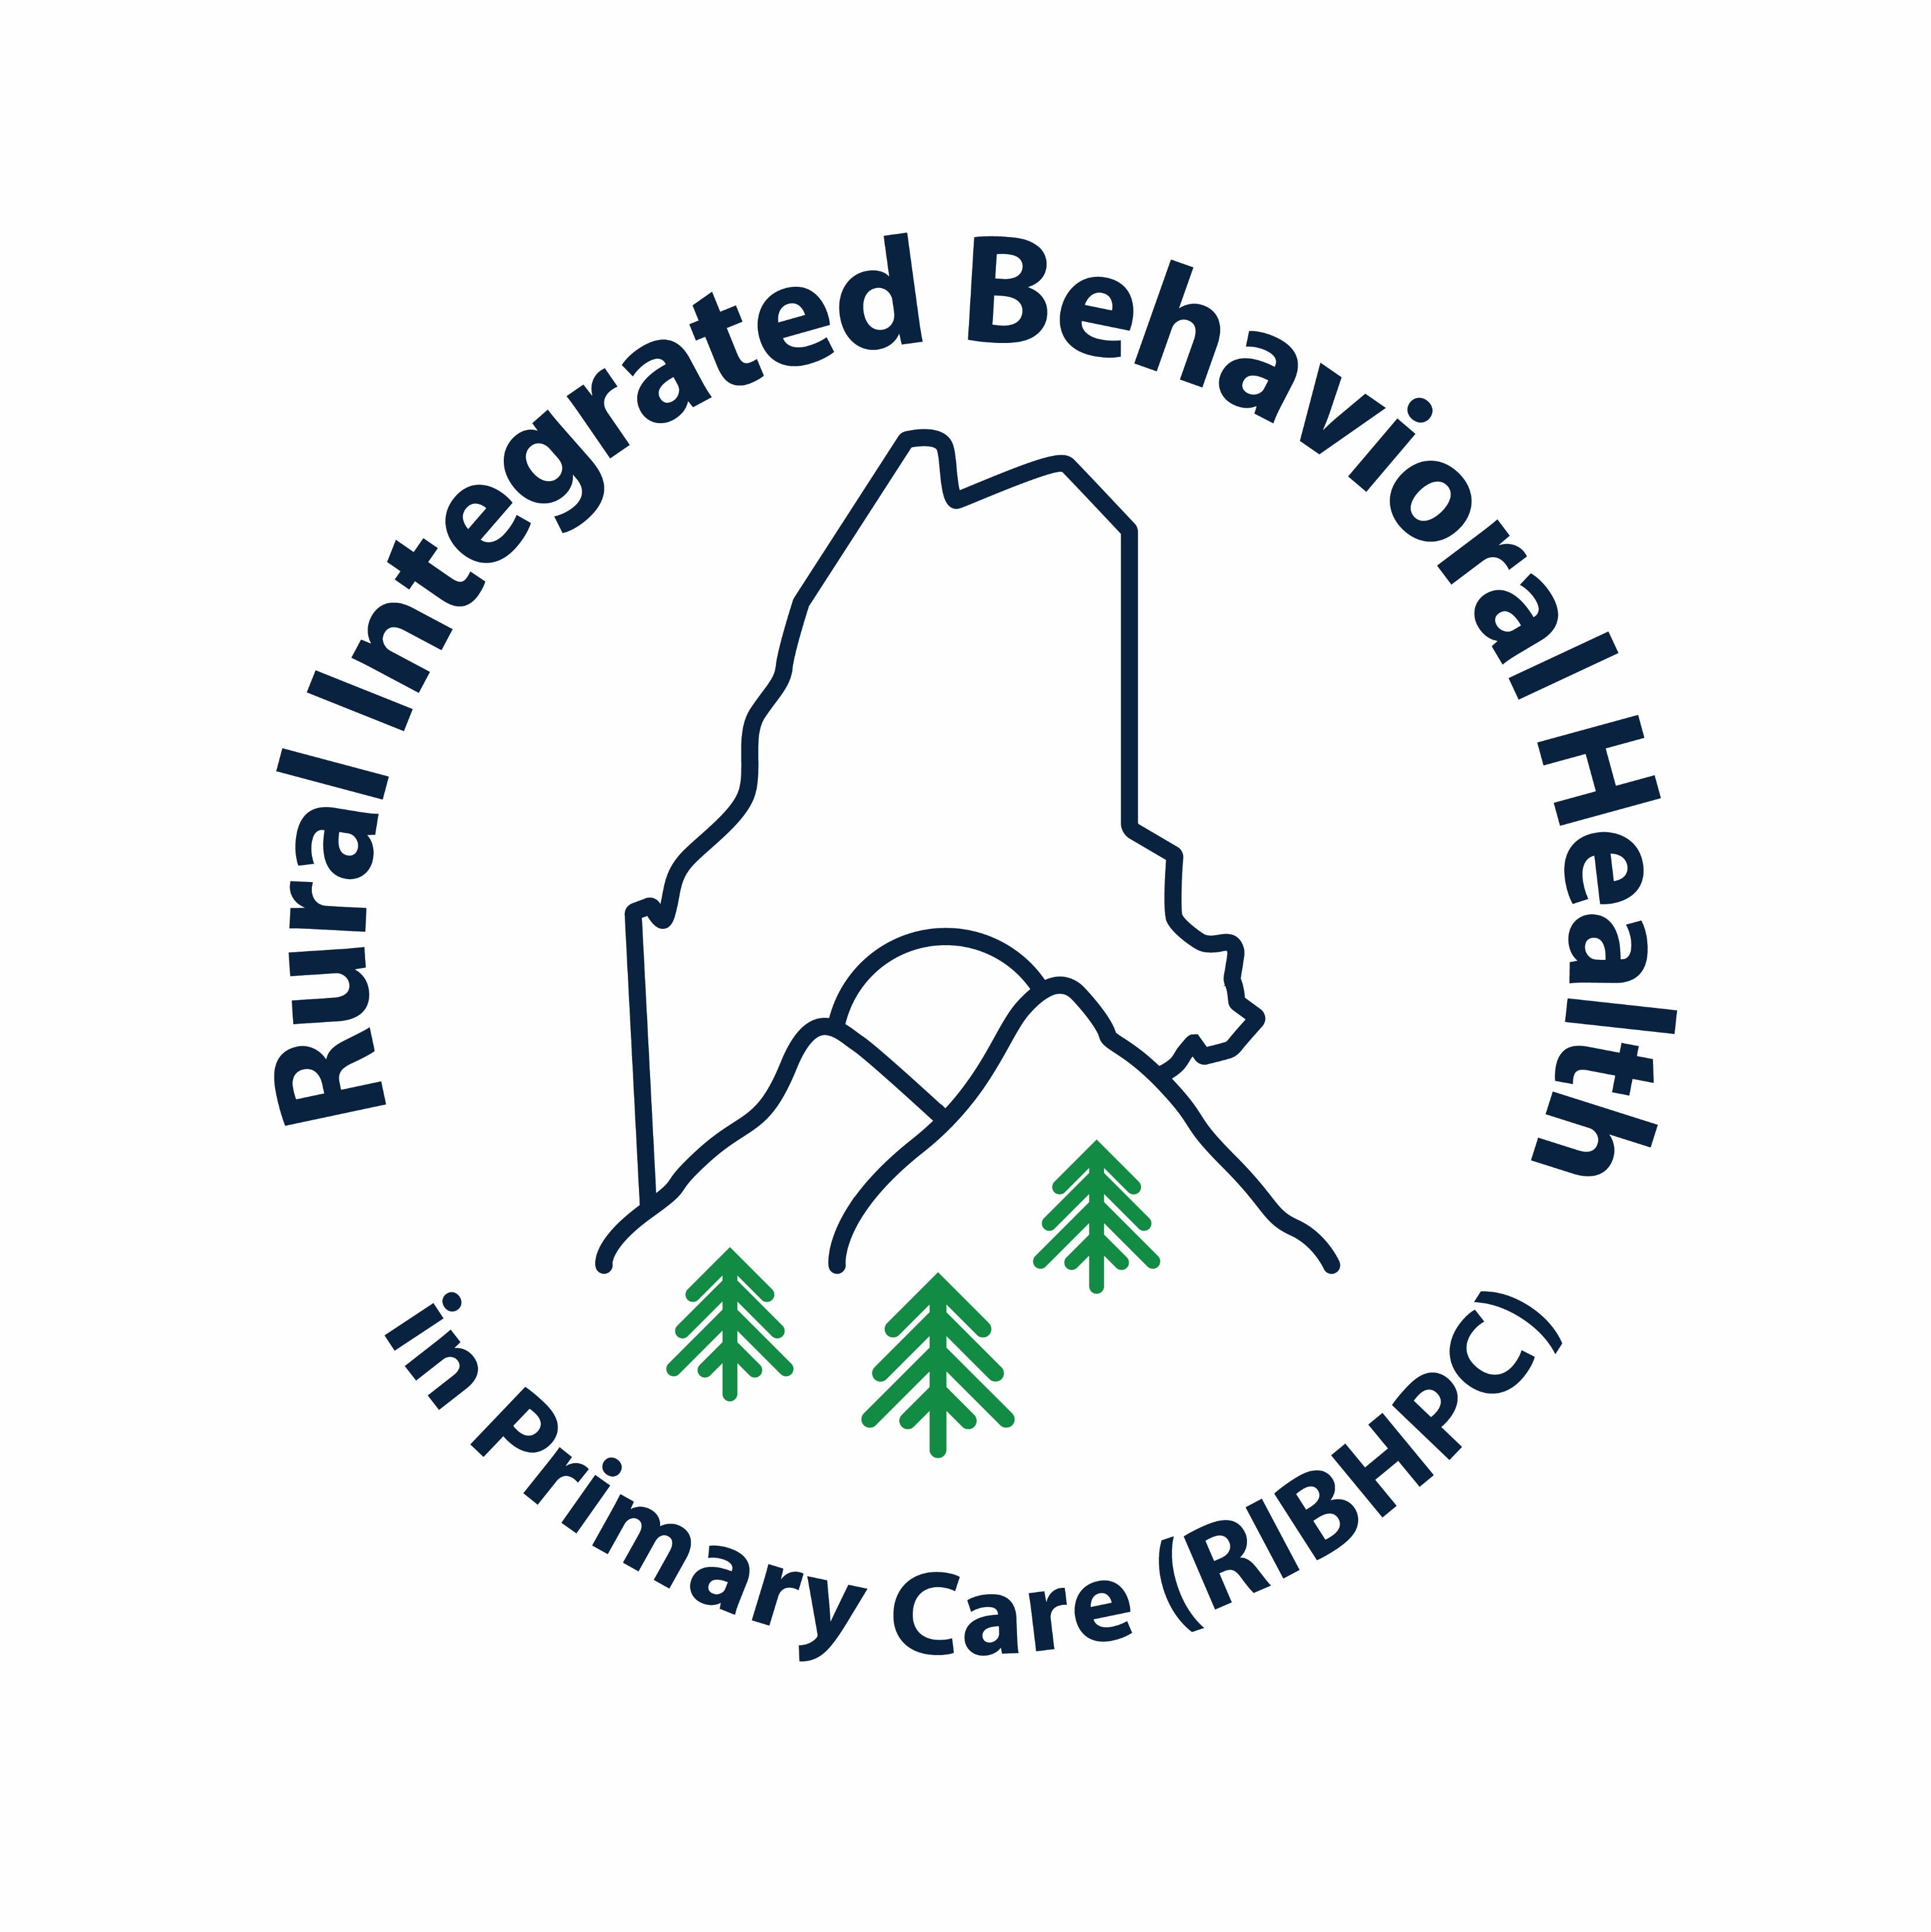 Rural Integrated Behavioral Health
in Primary Care (RIBHPC)